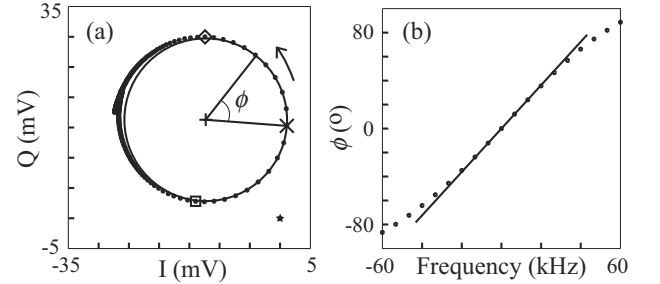 35
(a)
Q (mV)
ϕ
-5
-35
I (mV)
5
(b)
80
ϕ (o)
0
-80
-60
Frequency (kHz)
60